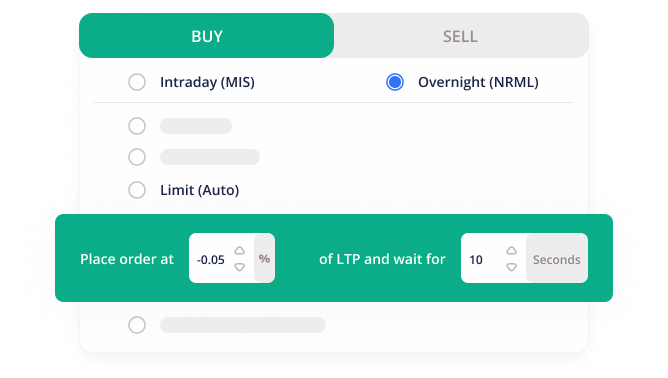 BUY SELL
Intraday (MIS) Overnight (NRML)
Limit (Auto)
Place order at -0.05 % of LTP and wait for 10 Seconds